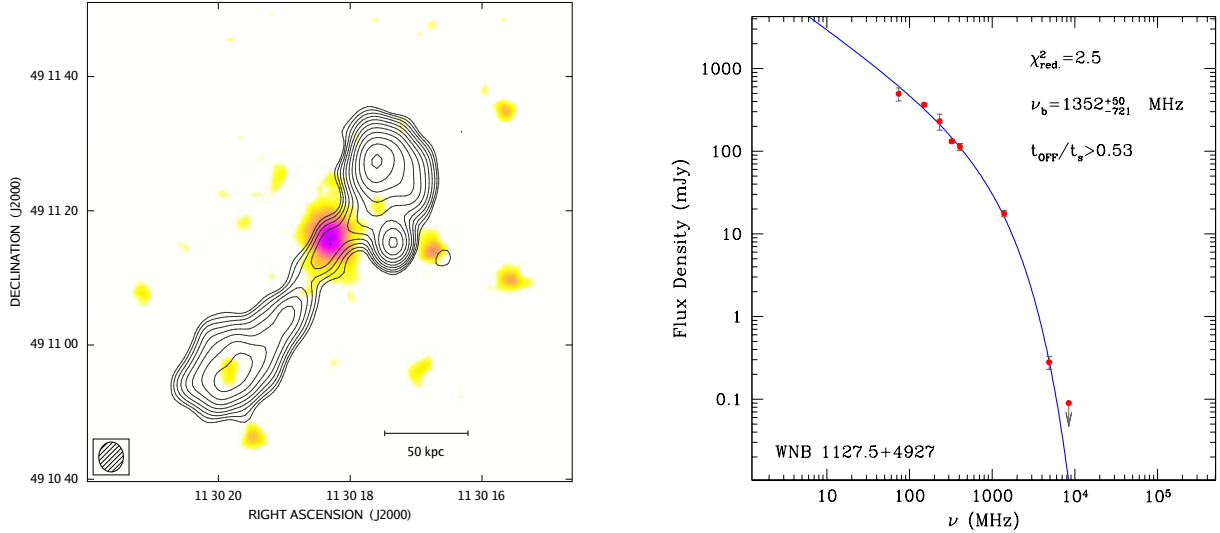 DECLINATION (J2000)
49 11 40
49 11 20
49 11 00
49 10 40
50 kpc
11 30 20
11 30 18
11 30 16
RIGHT ASCENSION (J2000)
Flux Density (mJy)
1000
100
10
1
0.1
χ²red.=2.5
νb=1352+50−721 MHz
tOFF/ts>0.53
WNB 1127.5+4927
10
100
1000
10⁴
10⁵
ν (MHz)